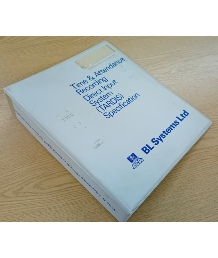 Time & Attendance
Recording
Direct Input
System
(TARDIS)
Specification
BL Systems Ltd